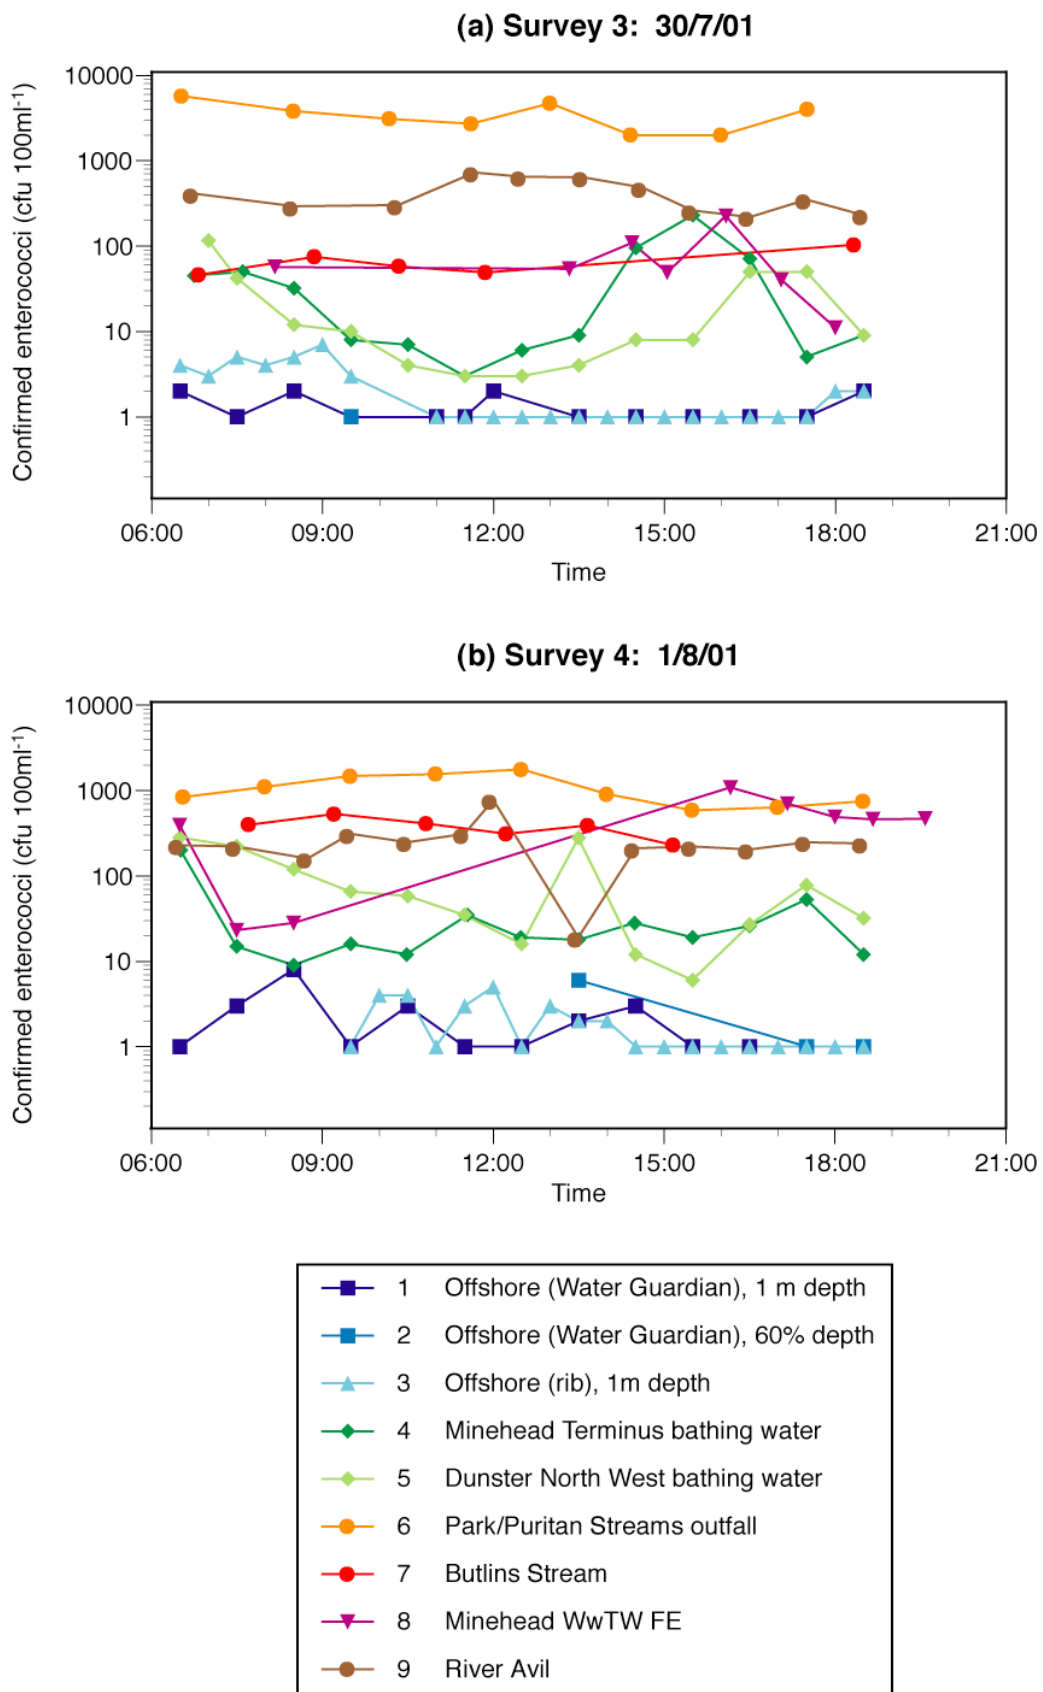 (a) Survey 3: 30/7/01
Confirmed enterococci (cfu 100ml-1)
10000
1000
100
10
1
06:00 09:00 12:00 15:00 18:00 21:00
Time
(b) Survey 4: 1/8/01
Confirmed enterococci (cfu 100ml-1)
10000
1000
100
10
1
06:00 09:00 12:00 15:00 18:00 21:00
Time
1 Offshore (Water Guardian), 1 m depth
2 Offshore (Water Guardian), 60% depth
3 Offshore (rib), 1m depth
4 Minehead Terminus bathing water
5 Dunster North West bathing water
6 Park/Puritan Streams outfall
7 Butlins Stream
8 Minehead WwTW FE
9 River Avil